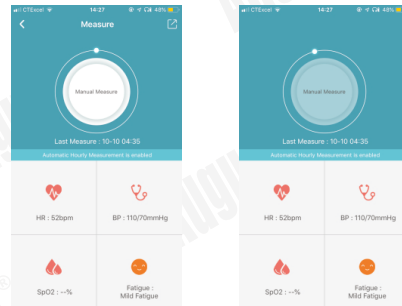 CTExcel 14:27 48%
Measure
Manual Measure
Last Measure : 10-10 04:35
Automatic Hourly Measurement is enabled
HR : 52bpm
BP : 110/70mmHg
SpO2 : --%
Fatigue :
Mild Fatigue
CTExcel 14:27 48%
Manual Measure
Last Measure : 10-10 04:35
Automatic Hourly Measurement is enabled
HR : 52bpm
BP : 110/70mmHg
SpO2 : --%
Fatigue :
Mild Fatigue